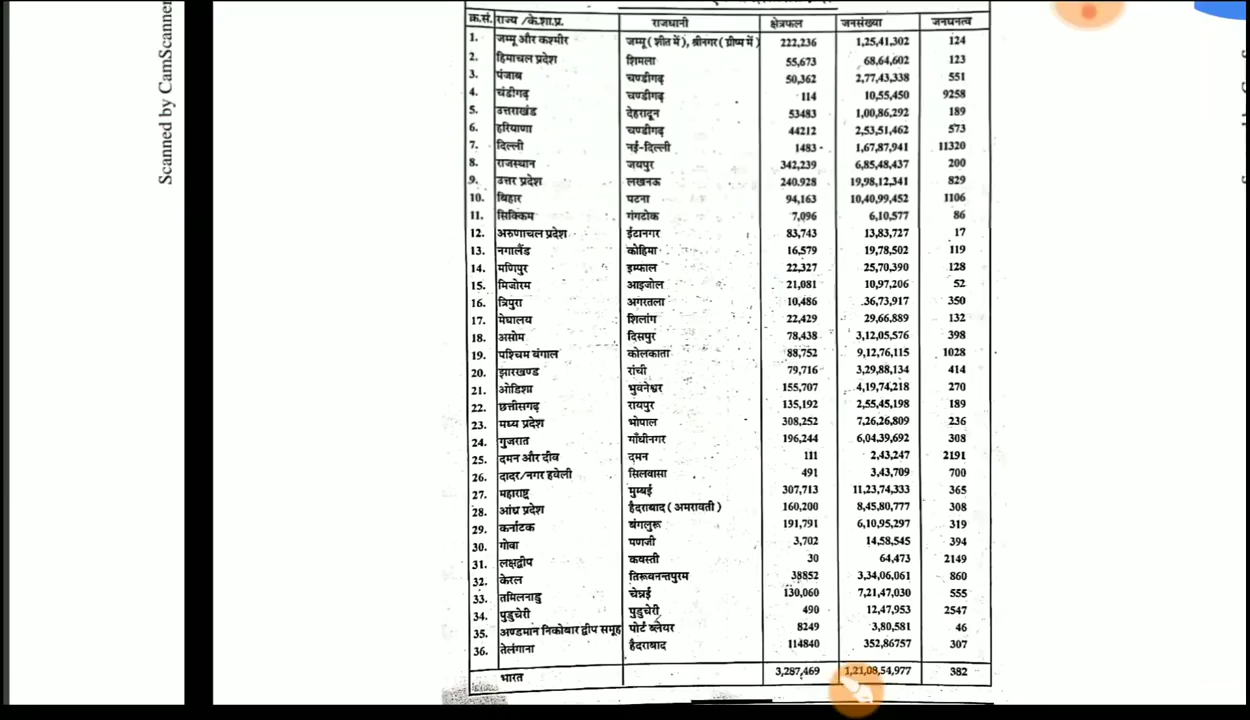 Scanned by CamScanner
क्र.सं. राज्य /के.शा.प्र. राजधानी क्षेत्रफल जनसंख्या जनघनत्व
1. जम्मू और कश्मीर जम्मू (शीत में), श्रीनगर (ग्रीष्म में) 222,236 1,25,41,302 124
2. हिमाचल प्रदेश शिमला 55,673 68,64,602 123
3. पंजाब चण्डीगढ़ 50,362 2,77,43,338 551
4. चंडीगढ़ चण्डीगढ़ 114 10,55,450 9258
5. उत्तराखंड देहरादून 53483 1,00,86,292 189
6. हरियाणा चण्डीगढ़ 44212 2,53,51,462 573
7. दिल्ली नई-दिल्ली 1483 1,67,87,941 11320
8. राजस्थान जयपुर 342,239 6,85,48,437 200
9. उत्तर प्रदेश लखनऊ 240.928 19,98,12,341 829
10. बिहार पटना 94,163 10,40,99,452 1106
11. सिक्किम गंगटोक 7,096 6,10,577 86
12. अरुणाचल प्रदेश ईटानगर 83,743 13,83,727 17
13. नगालैंड कोहिमा 16,579 19,78,502 119
14. मणिपुर इम्फाल 22,327 25,70,390 128
15. मिजोरम आइजोल 21,081 10,97,206 52
16. त्रिपुरा अगरतला 10,486 36,73,917 350
17. मेघालय शिलांग 22,429 29,66,889 132
18. असोम दिसपुर 78,438 3,12,05,576 398
19. पश्चिम बंगाल कोलकाता 88,752 9,12,76,115 1028
20. झारखण्ड रांची 79,716 3,29,88,134 414
21. ओडिशा भुवनेश्वर 155,707 4,19,74,218 270
22. छत्तीसगढ़ रायपुर 135,192 2,55,45,198 189
23. मध्य प्रदेश भोपाल 308,252 7,26,26,809 236
24. गुजरात गाँधीनगर 196,244 6,04,39,692 308
25. दमन और दीव दमन 111 2,43,247 2191
26. दादर/नगर हवेली सिलवासा 491 3,43,709 700
27. महाराष्ट्र मुम्बई 307,713 11,23,74,333 365
28. आंध्र प्रदेश हैदराबाद (अमरावती) 160,200 8,45,80,777 308
29. कर्नाटक बंगलुरू 191,791 6,10,95,297 319
30. गोवा पणजी 3,702 14,58,545 394
31. लक्षद्वीप कवस्ती 30 64,473 2149
32. केरल तिरूवनन्तपुरम 38852 3,34,06,061 860
33. तमिलनाडु चेन्नई 130,060 7,21,47,030 555
34. पुडुचेरी पुडुचेरी 490 12,47,953 2547
35. अण्डमान निकोबार द्वीप समूह पोर्ट ब्लेयर 8249 3,80,581 46
36. तेलंगाना हैदराबाद 114840 352,86757 307
भारत 3,287,469 1,21,08,54,977 382